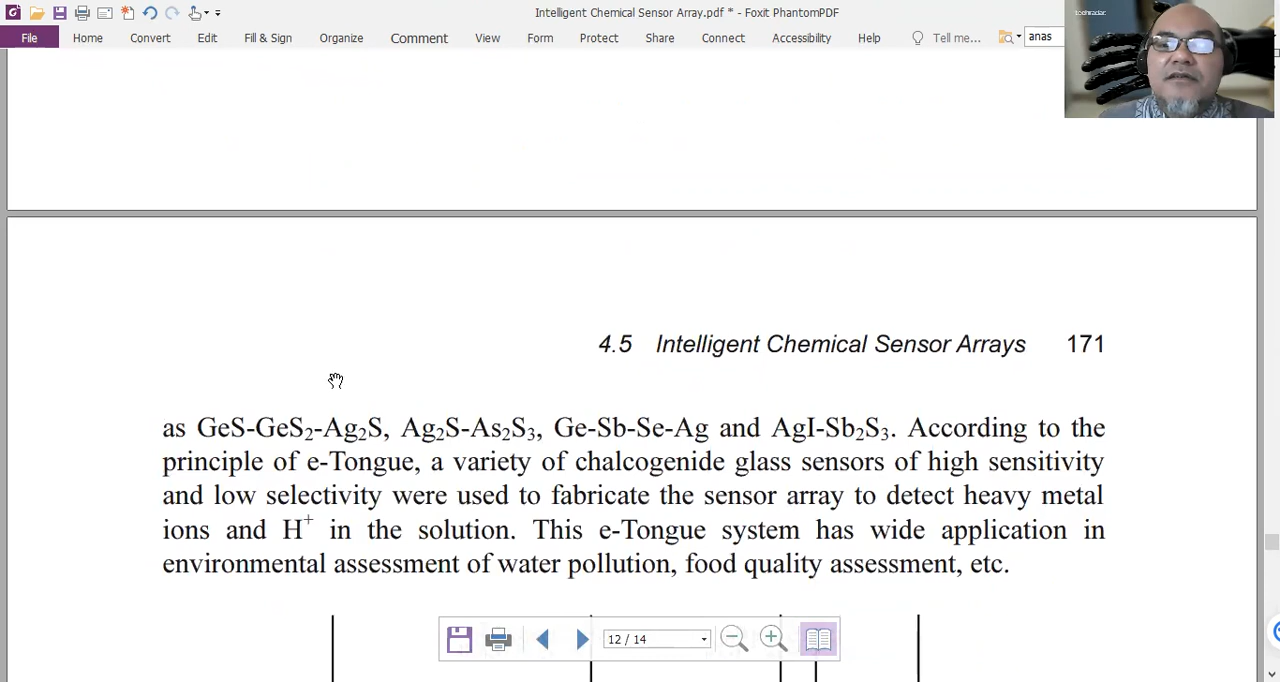 Intelligent Chemical Sensor Array.pdf * - Foxit PhantomPDF
File Home Convert Edit Fill & Sign Organize Comment View Form Protect Share Connect Accessibility Help Tell me... anas
techradar.
4.5 Intelligent Chemical Sensor Arrays 171
as GeS-GeS₂-Ag₂S, Ag₂S-As₂S₃, Ge-Sb-Se-Ag and AgI-Sb₂S₃. According to the
principle of e-Tongue, a variety of chalcogenide glass sensors of high sensitivity
and low selectivity were used to fabricate the sensor array to detect heavy metal
ions and H⁺ in the solution. This e-Tongue system has wide application in
environmental assessment of water pollution, food quality assessment, etc.
12 / 14